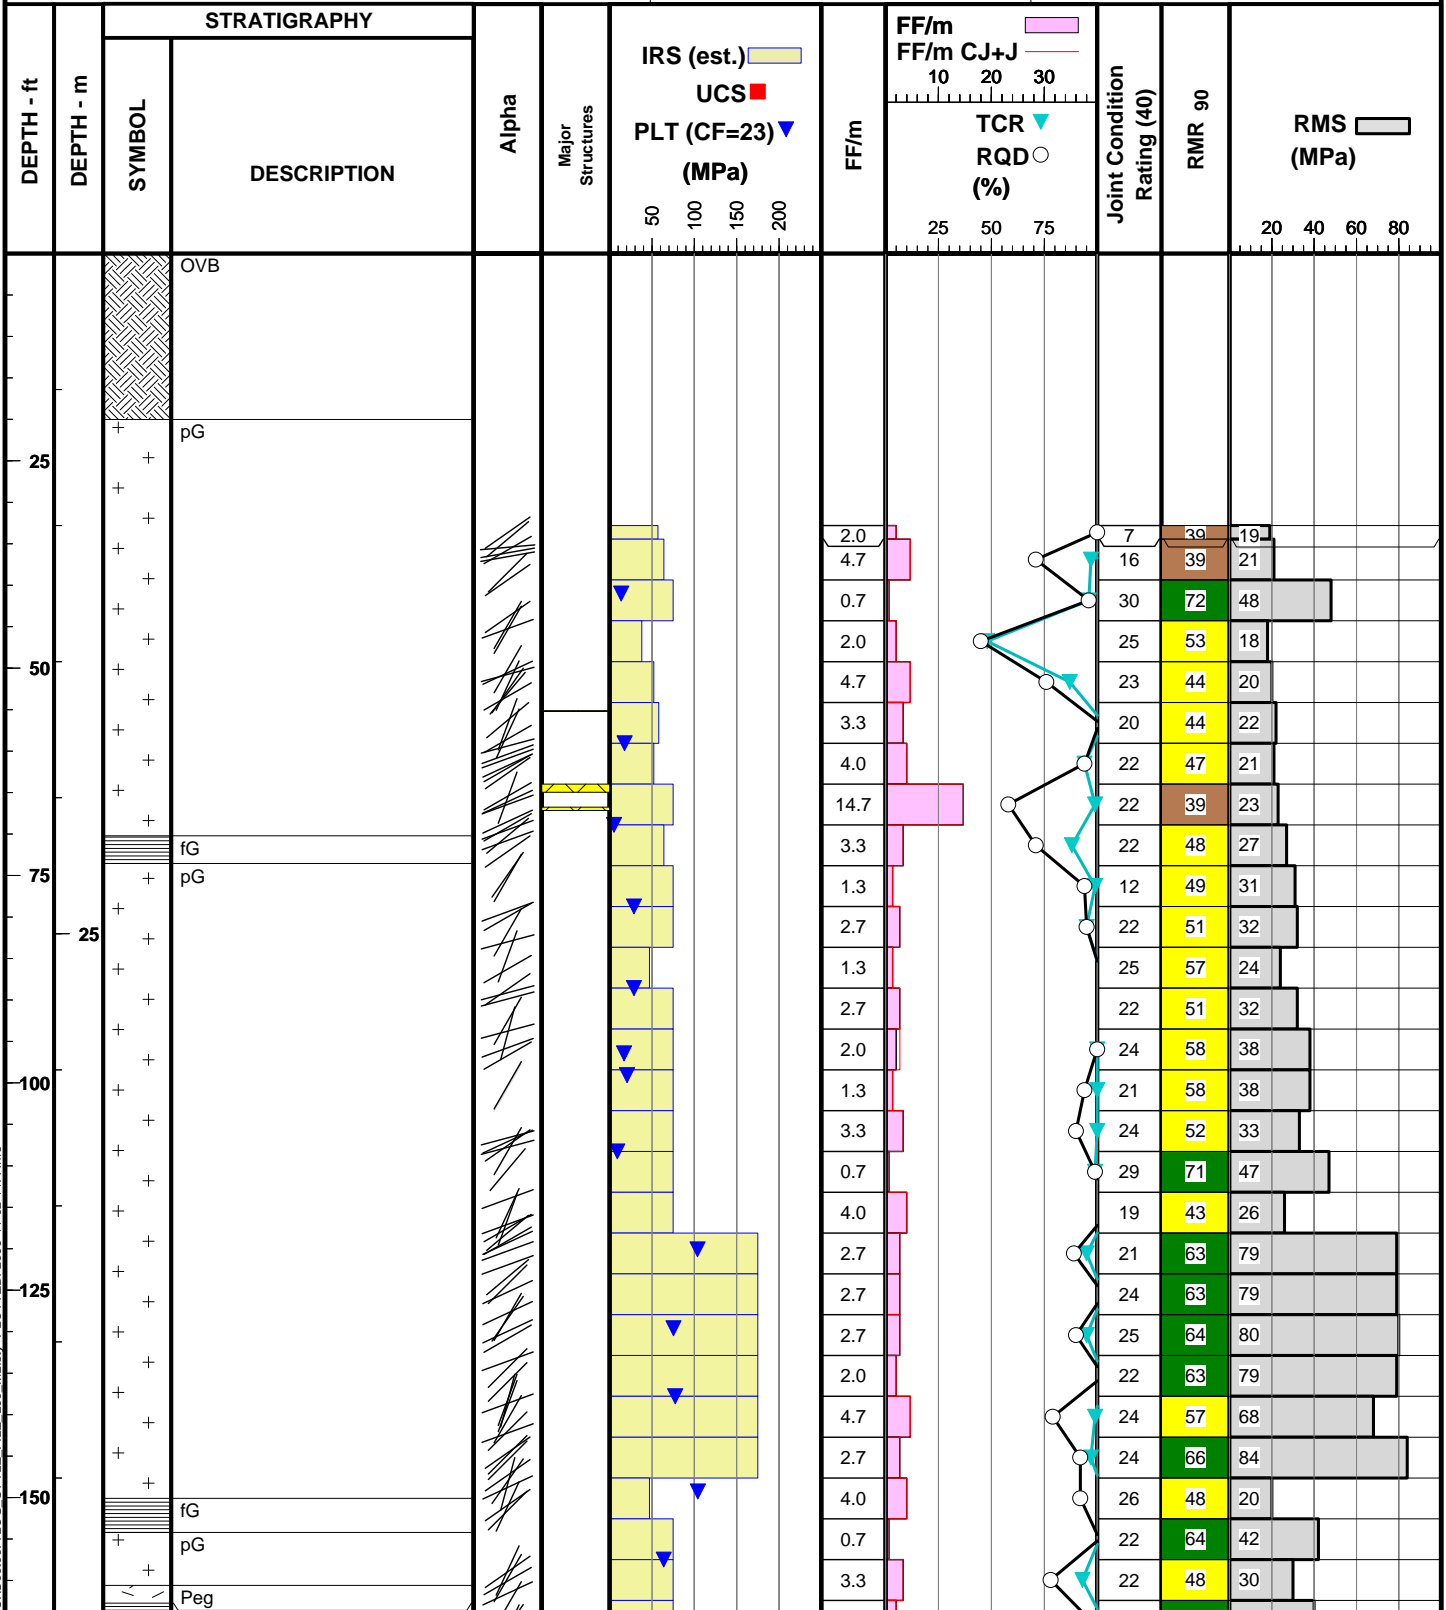 STRATIGRAPHY
DEPTH - ft
DEPTH - m
SYMBOL
DESCRIPTION
Alpha
Major
Structures
IRS (est.)
UCS
PLT (CF=23)
(MPa)
50 100 150 200
FF/m
FF/m
FF/m CJ+J
10 20 30
TCR
RQD
(%)
25 50 75
Joint Condition
Rating (40)
RMR 90
RMS
(MPa)
20 40 60 80
OVB
pG
25
2.0 7 39 19
4.7 16 39 21
0.7 30 72 48
2.0 25 53 18
50
4.7 23 44 20
3.3 20 44 22
4.0 22 47 21
14.7 22 39 23
fG
3.3 22 48 27
75
pG
1.3 12 49 31
25
2.7 22 51 32
1.3 25 57 24
2.7 22 51 32
2.0 24 58 38
100
1.3 21 58 38
3.3 24 52 33
0.7 29 71 47
4.0 19 43 26
2.7 21 63 79
125
2.7 24 63 79
2.7 25 64 80
2.0 22 63 79
4.7 24 57 68
2.7 24 66 84
150
4.0 26 48 20
fG
pG
0.7 22 64 42
3.3 22 48 30
Peg